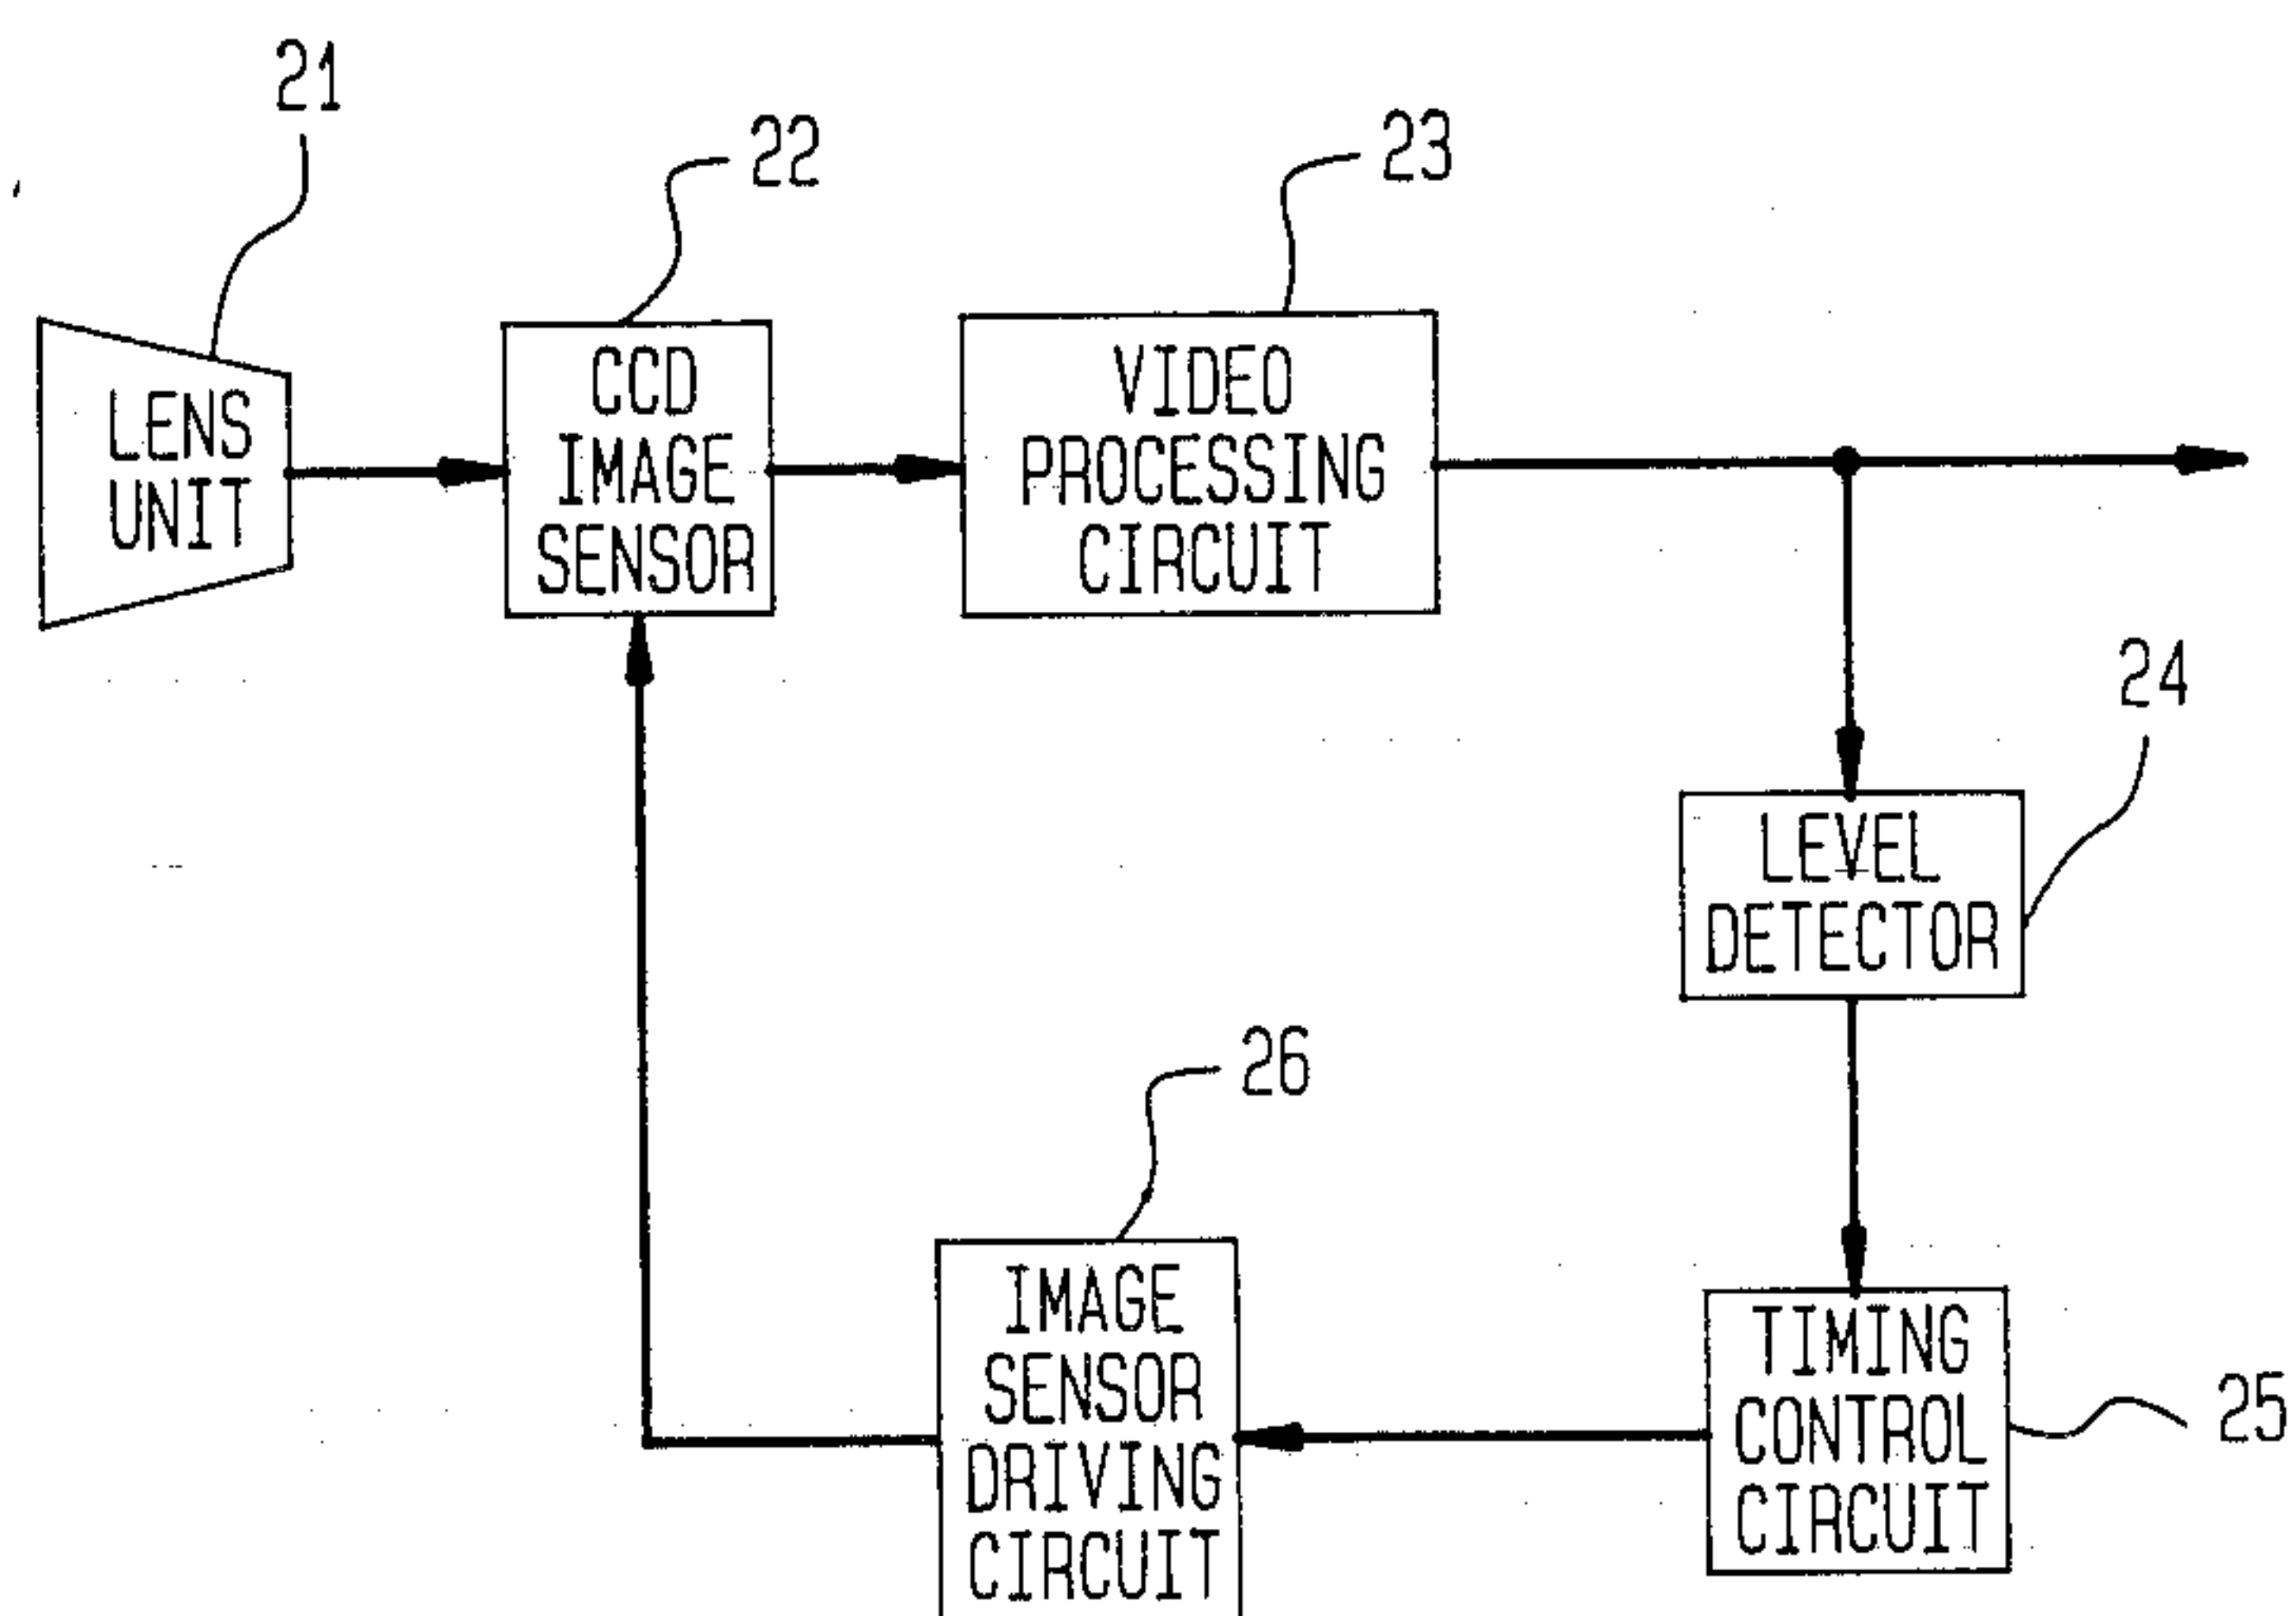 21
22
23
LENS
UNIT
CCD
IMAGE
SENSOR
VIDEO
PROCESSING
CIRCUIT
24
LEVEL
DETECTOR
26
IMAGE
SENSOR
DRIVING
CIRCUIT
TIMING
CONTROL
CIRCUIT
25